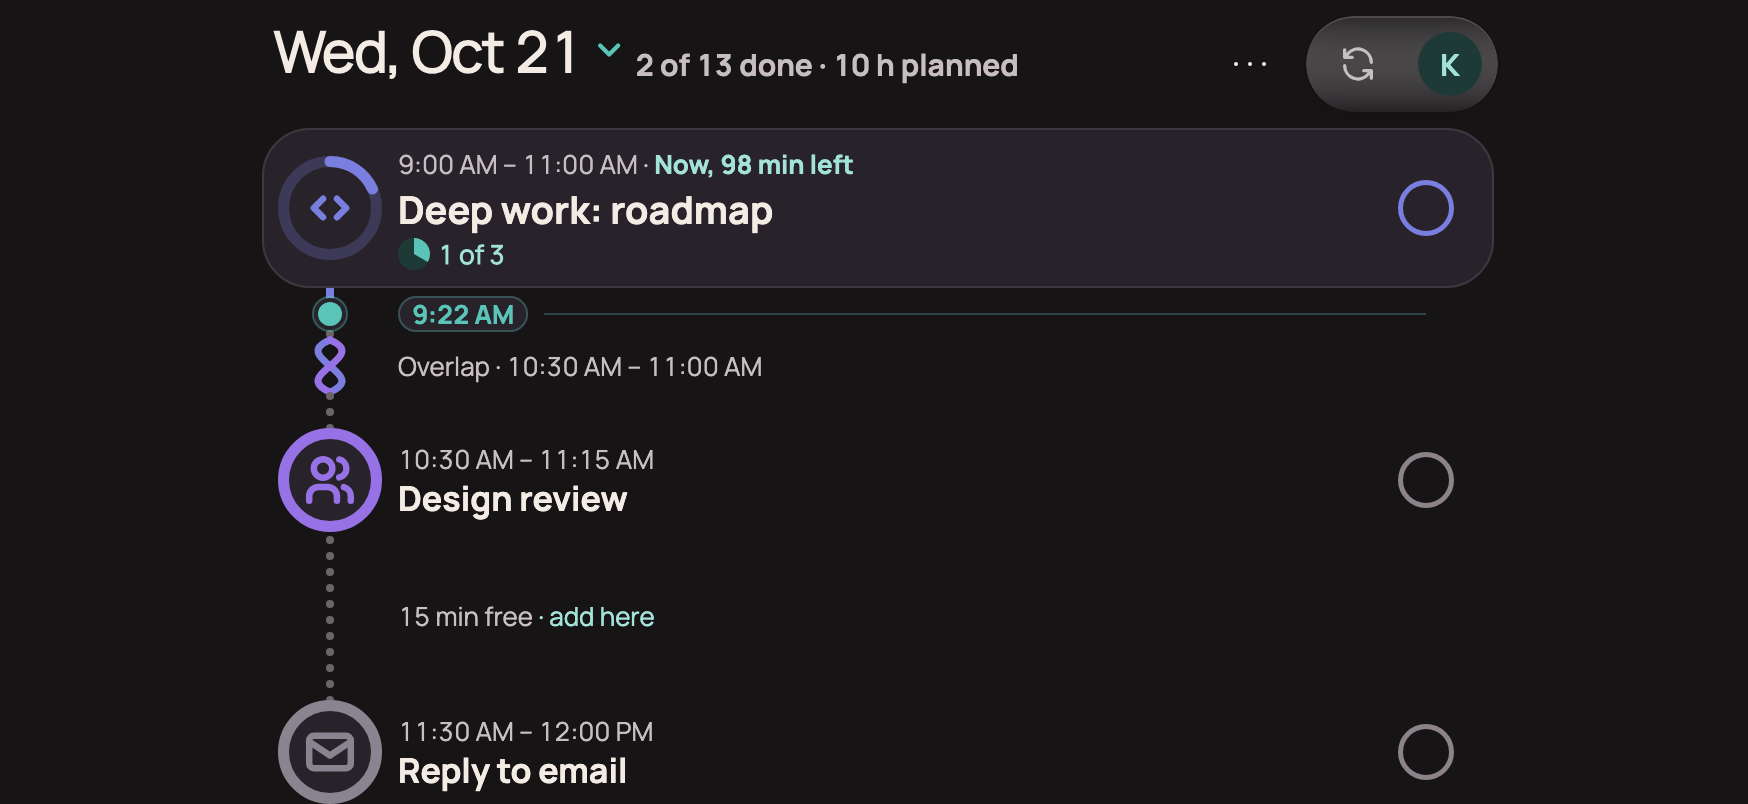 Wed, Oct 21
2 of 13 done · 10 h planned
...
K
9:00 AM – 11:00 AM · Now, 98 min left
Deep work: roadmap
1 of 3
9:22 AM
Overlap · 10:30 AM – 11:00 AM
10:30 AM – 11:15 AM
Design review
15 min free · add here
11:30 AM – 12:00 PM
Reply to email